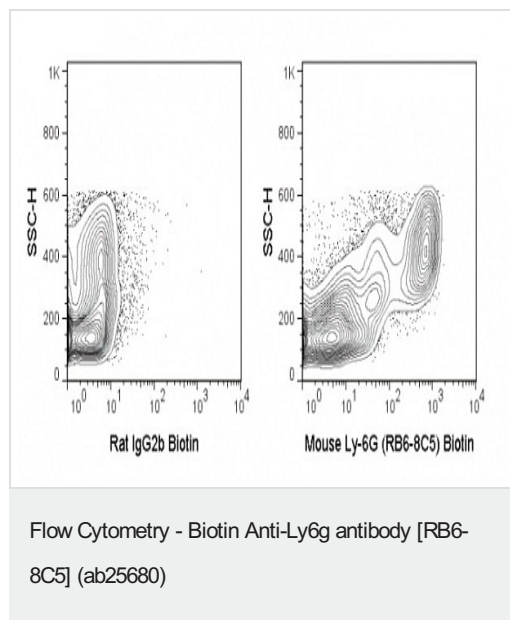 1K
800
600
400
200
0
SSC-H
10^0 10^1 10^2 10^3 10^4
Rat IgG2b Biotin
1K
800
600
400
200
0
SSC-H
10^0 10^1 10^2 10^3 10^4
Mouse Ly-6G (RB6-8C5) Biotin
Flow Cytometry - Biotin Anti-Ly6g antibody [RB6-
8C5] (ab25680)